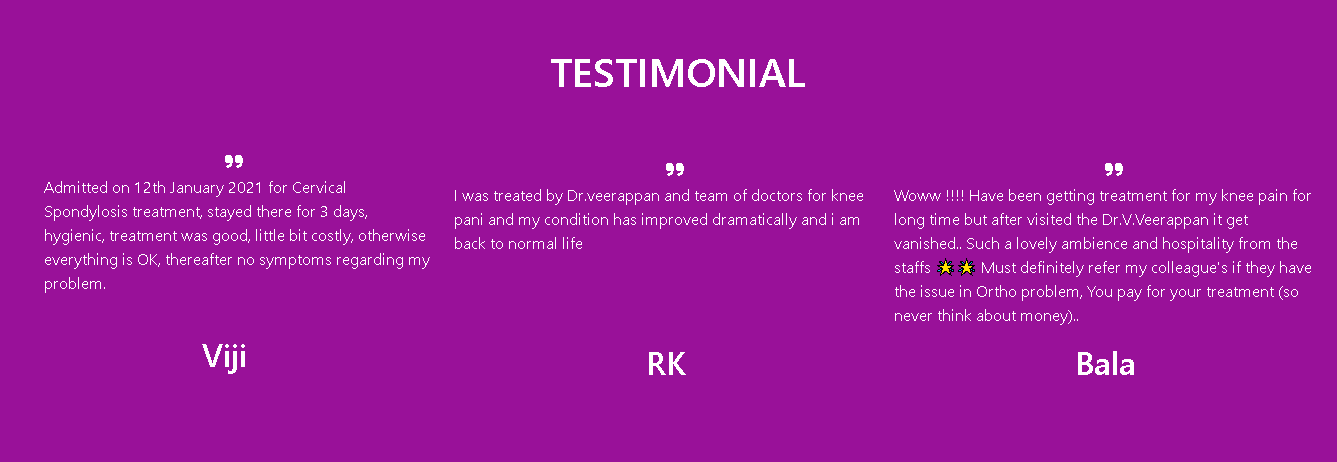 TESTIMONIAL
❞
Admitted on 12th January 2021 for Cervical
Spondylosis treatment, stayed there for 3 days,
hygienic, treatment was good, little bit costly, otherwise
everything is OK, thereafter no symptoms regarding my
problem.
Viji
❞
I was treated by Dr.veerappan and team of doctors for knee
pani and my condition has improved dramatically and i am
back to normal life
RK
❞
Woww !!!! Have been getting treatment for my knee pain for
long time but after visited the Dr.V.Veerappan it get
vanished.. Such a lovely ambience and hospitality from the
staffs 🌟🌟 Must definitely refer my colleague's if they have
the issue in Ortho problem, You pay for your treatment (so
never think about money)..
Bala